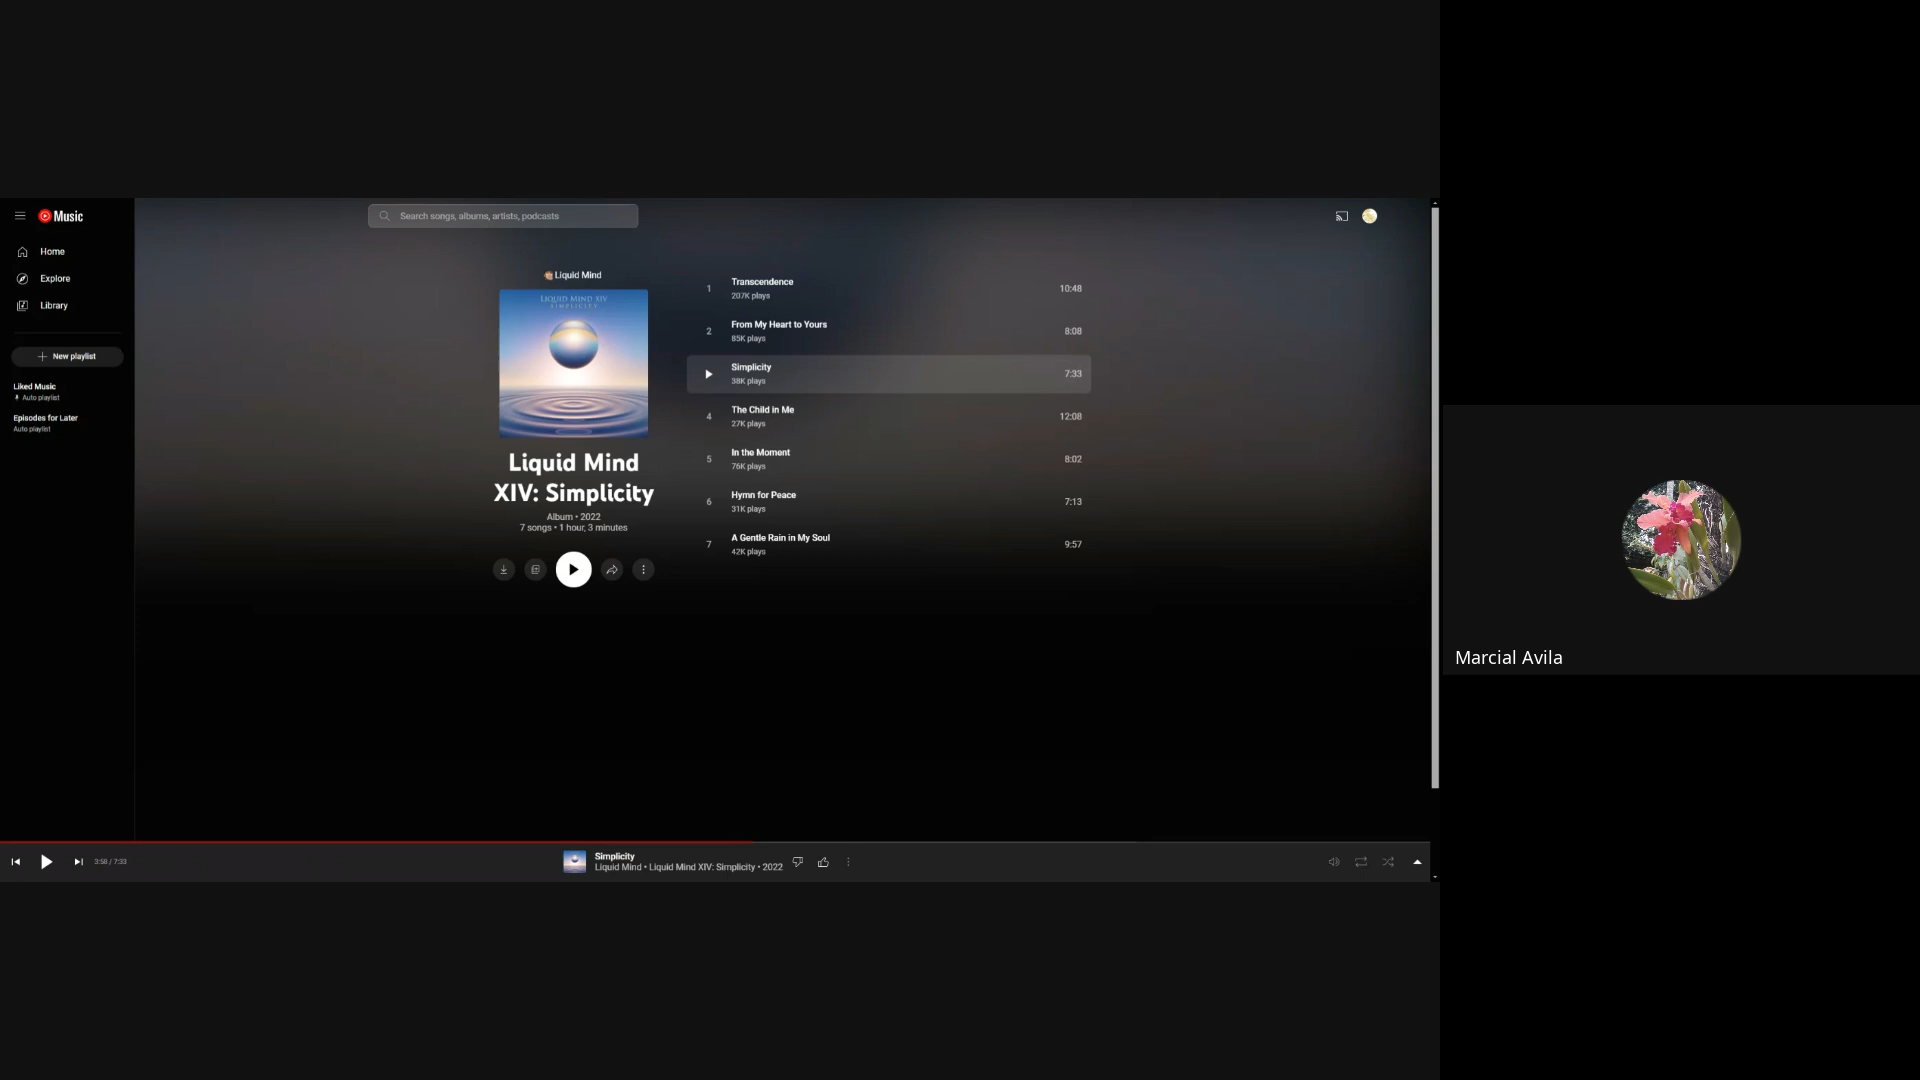 Music
Search songs, albums, artists, podcasts
Home
Explore
Library
New playlist
Liked Music
Auto playlist
Episodes for Later
Auto playlist
Liquid Mind
LIQUID MIND XIV
SIMPLICITY
Liquid Mind
XIV: Simplicity
Album • 2022
7 songs • 1 hour, 3 minutes
1 Transcendence 10:48
207K plays
2 From My Heart to Yours 8:08
85K plays
Simplicity 7:33
38K plays
4 The Child in Me 12:08
27K plays
5 In the Moment 8:02
76K plays
6 Hymn for Peace 7:13
31K plays
7 A Gentle Rain in My Soul 9:57
42K plays
3:58 / 7:33
Simplicity
Liquid Mind • Liquid Mind XIV: Simplicity • 2022
Marcial Avila